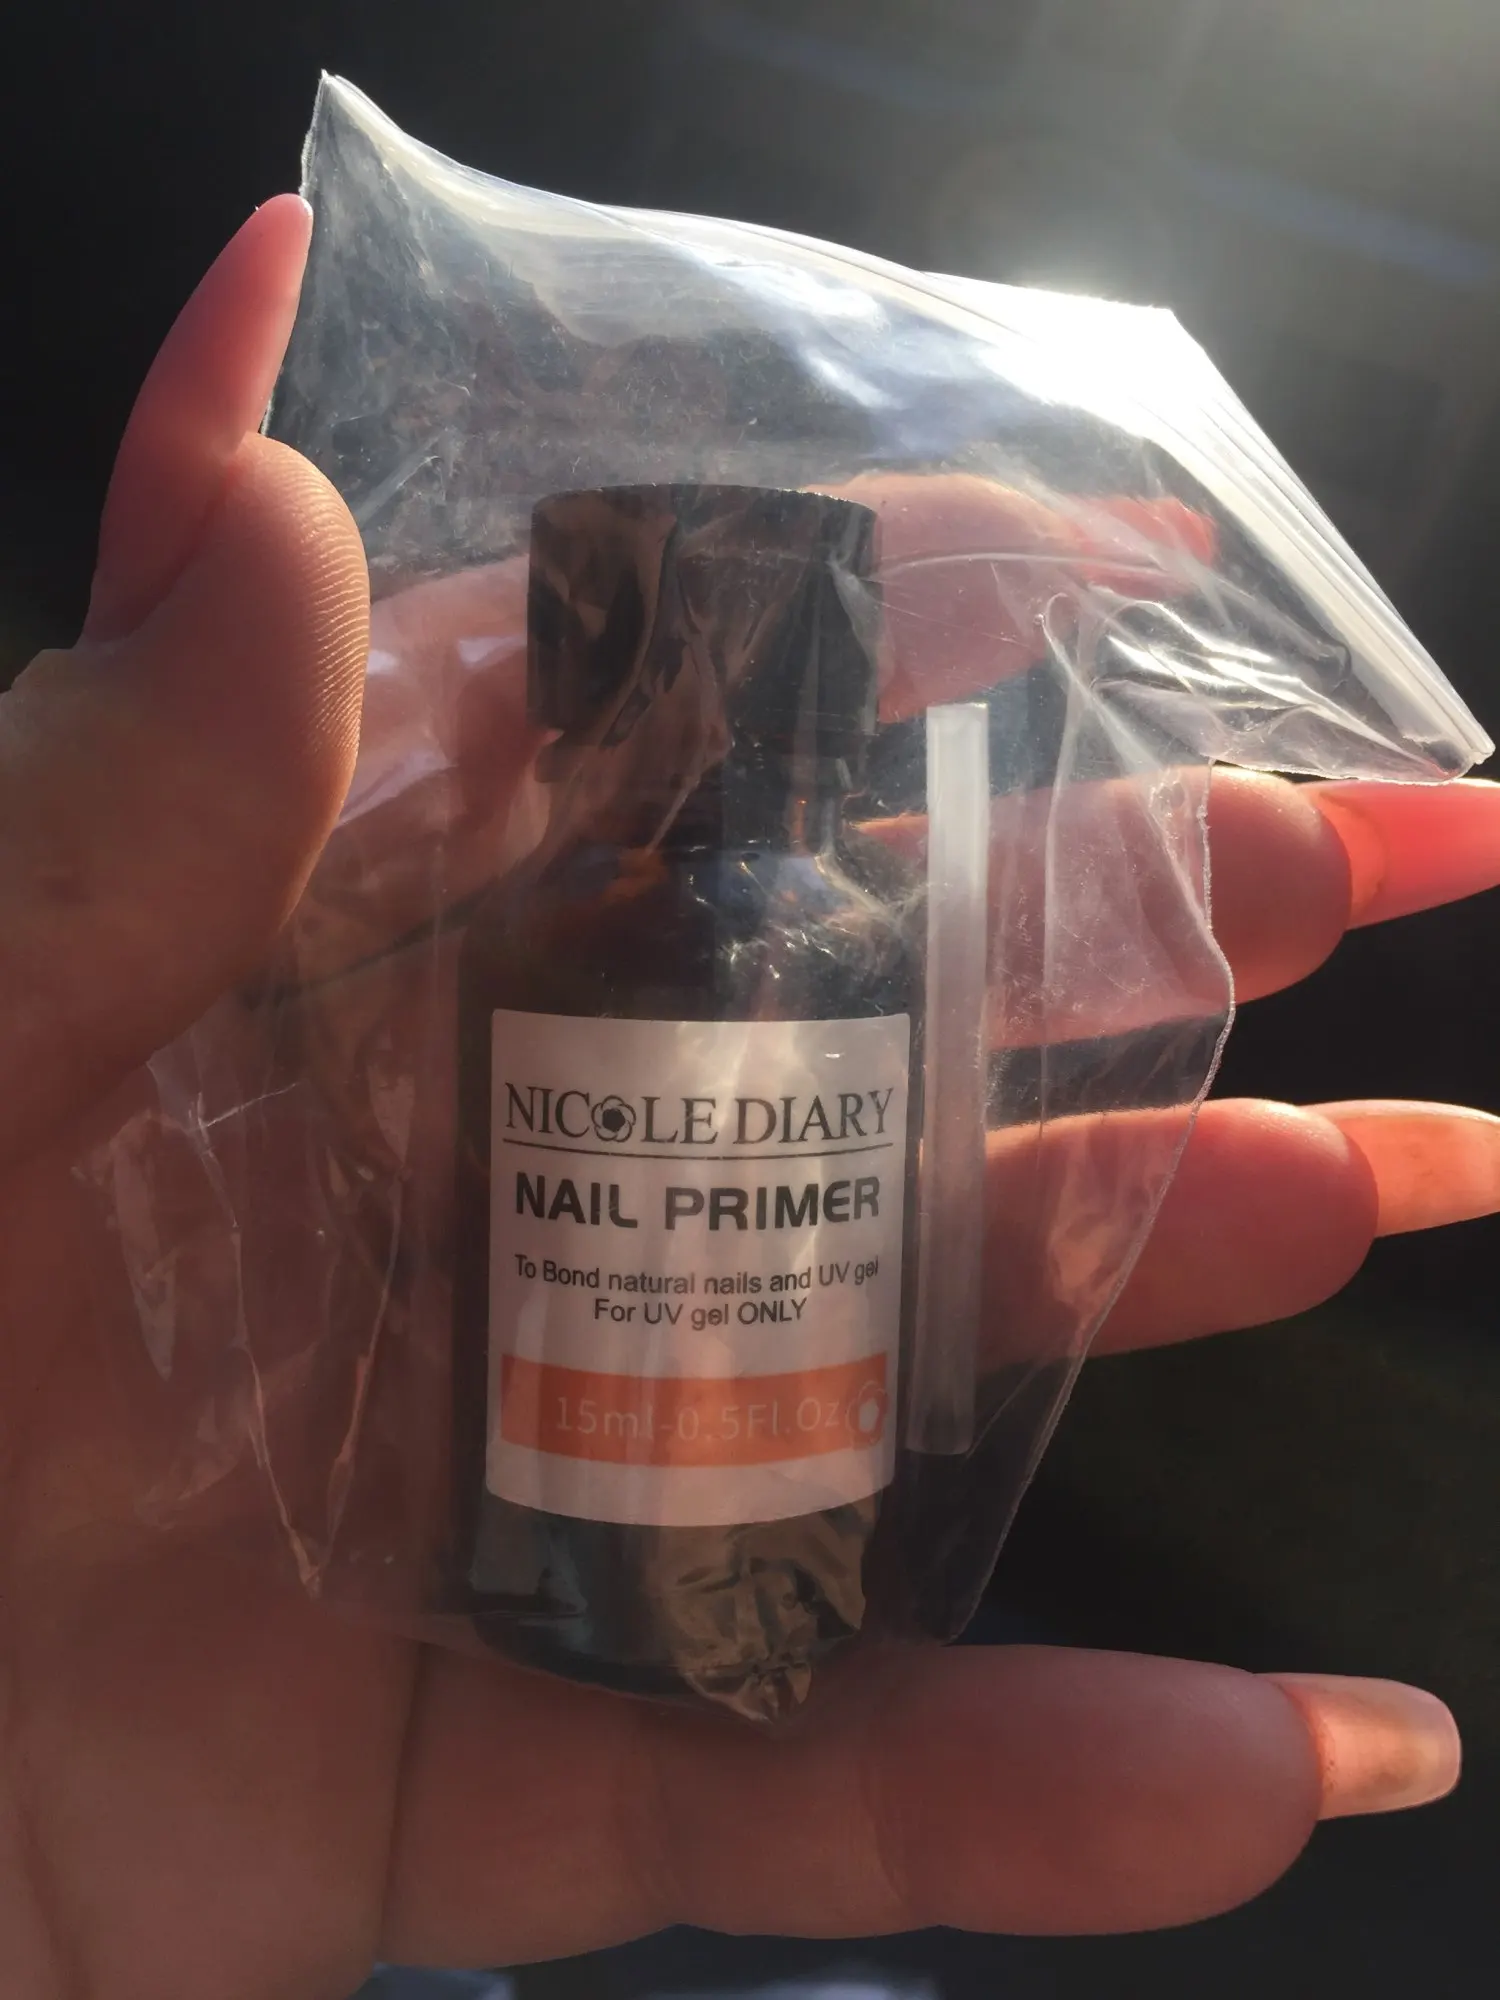 NICOLE DIARY
NAIL PRIMER
To Bond natural nails and UV gel
For UV gel ONLY
15ml-0.5Fl.Oz